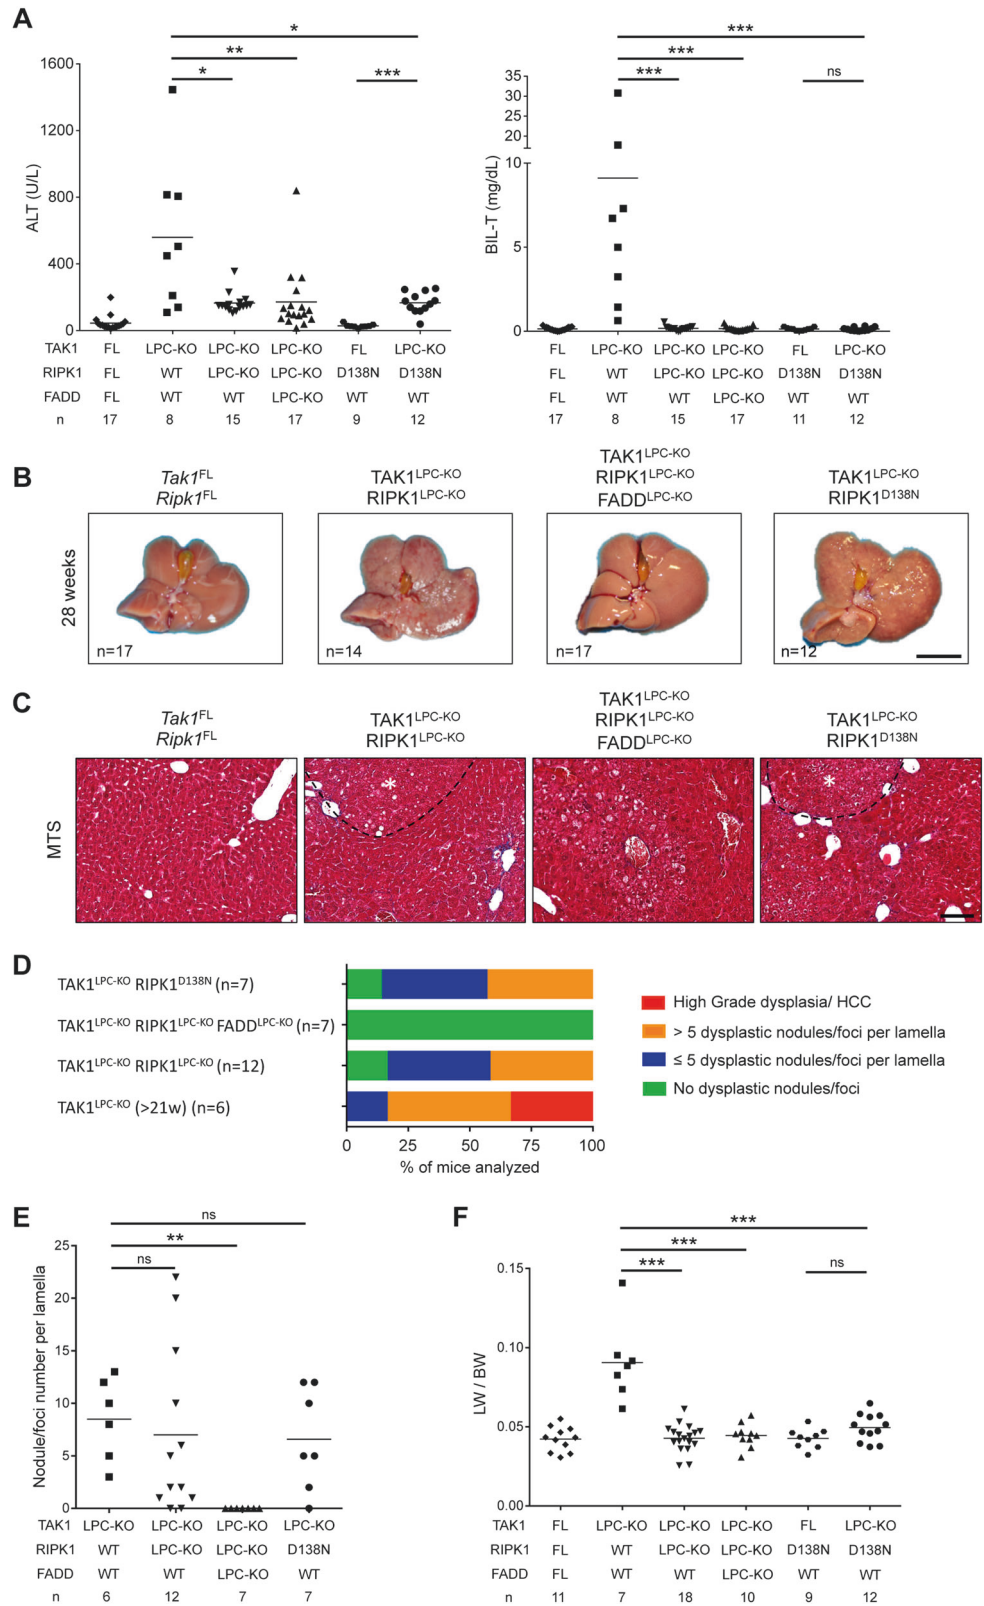 A
*
***
**
***
*
***
***
ns
1600
1200
800
400
0
ALT (U/L)
35
30
25
20
15
10
5
0
BIL-T (mg/dL)
TAK1 FL LPC-KO LPC-KO LPC-KO FL LPC-KO
RIPK1 FL WT LPC-KO LPC-KO D138N D138N
FADD FL WT WT LPC-KO WT WT
n 17 8 15 17 9 12
FL LPC-KO LPC-KO LPC-KO FL LPC-KO
FL WT LPC-KO LPC-KO D138N D138N
FL WT WT LPC-KO WT WT
17 8 15 17 11 12
B
Tak1FL
Ripk1FL
TAK1LPC-KO
RIPK1LPC-KO
TAK1LPC-KO
RIPK1LPC-KO
FADDLPC-KO
TAK1LPC-KO
RIPK1D138N
28 weeks
n=17
n=14
n=17
n=12
C
Tak1FL
Ripk1FL
TAK1LPC-KO
RIPK1LPC-KO
TAK1LPC-KO
RIPK1LPC-KO
FADDLPC-KO
TAK1LPC-KO
RIPK1D138N
MTS
*
*
D
TAK1LPC-KO RIPK1D138N (n=7)
TAK1LPC-KO RIPK1LPC-KO FADDLPC-KO (n=7)
TAK1LPC-KO RIPK1LPC-KO (n=12)
TAK1LPC-KO (>21w) (n=6)
0 25 50 75 100
% of mice analyzed
High Grade dysplasia/ HCC
> 5 dysplastic nodules/foci per lamella
≤ 5 dysplastic nodules/foci per lamella
No dysplastic nodules/foci
E
ns
**
ns
25
20
15
10
5
0
Nodule/foci number per lamella
TAK1 LPC-KO LPC-KO LPC-KO LPC-KO
RIPK1 WT LPC-KO LPC-KO D138N
FADD WT WT LPC-KO WT
n 6 12 7 7
F
***
***
***
ns
0.15
0.10
0.05
0.00
LW / BW
TAK1 FL LPC-KO LPC-KO LPC-KO FL LPC-KO
RIPK1 FL WT LPC-KO LPC-KO D138N D138N
FADD FL WT WT LPC-KO WT WT
n 11 7 18 10 9 12